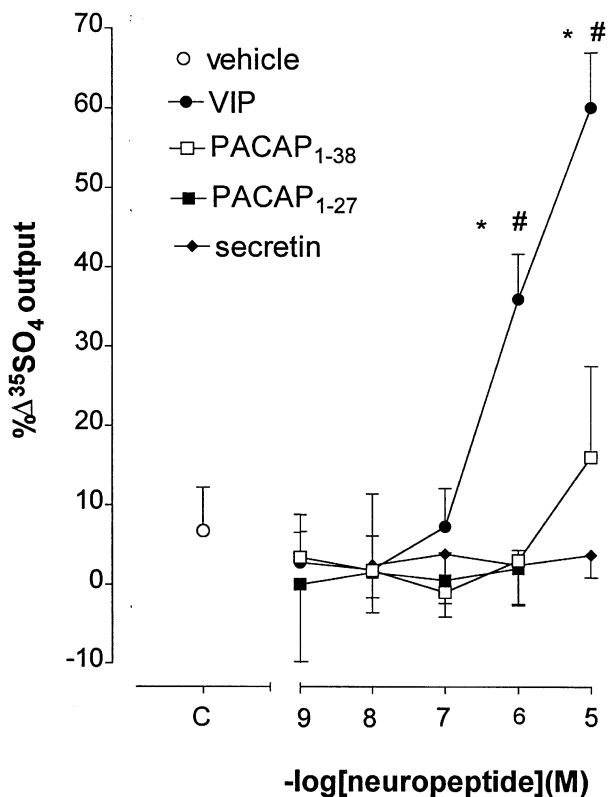 70
60
50
40
30
20
10
0
-10
%Δ³⁵SO₄ output
vehicle
VIP
PACAP₁₋₃₈
PACAP₁₋₂₇
secretin
* #
* #
C 9 8 7 6 5
-log[neuropeptide](M)